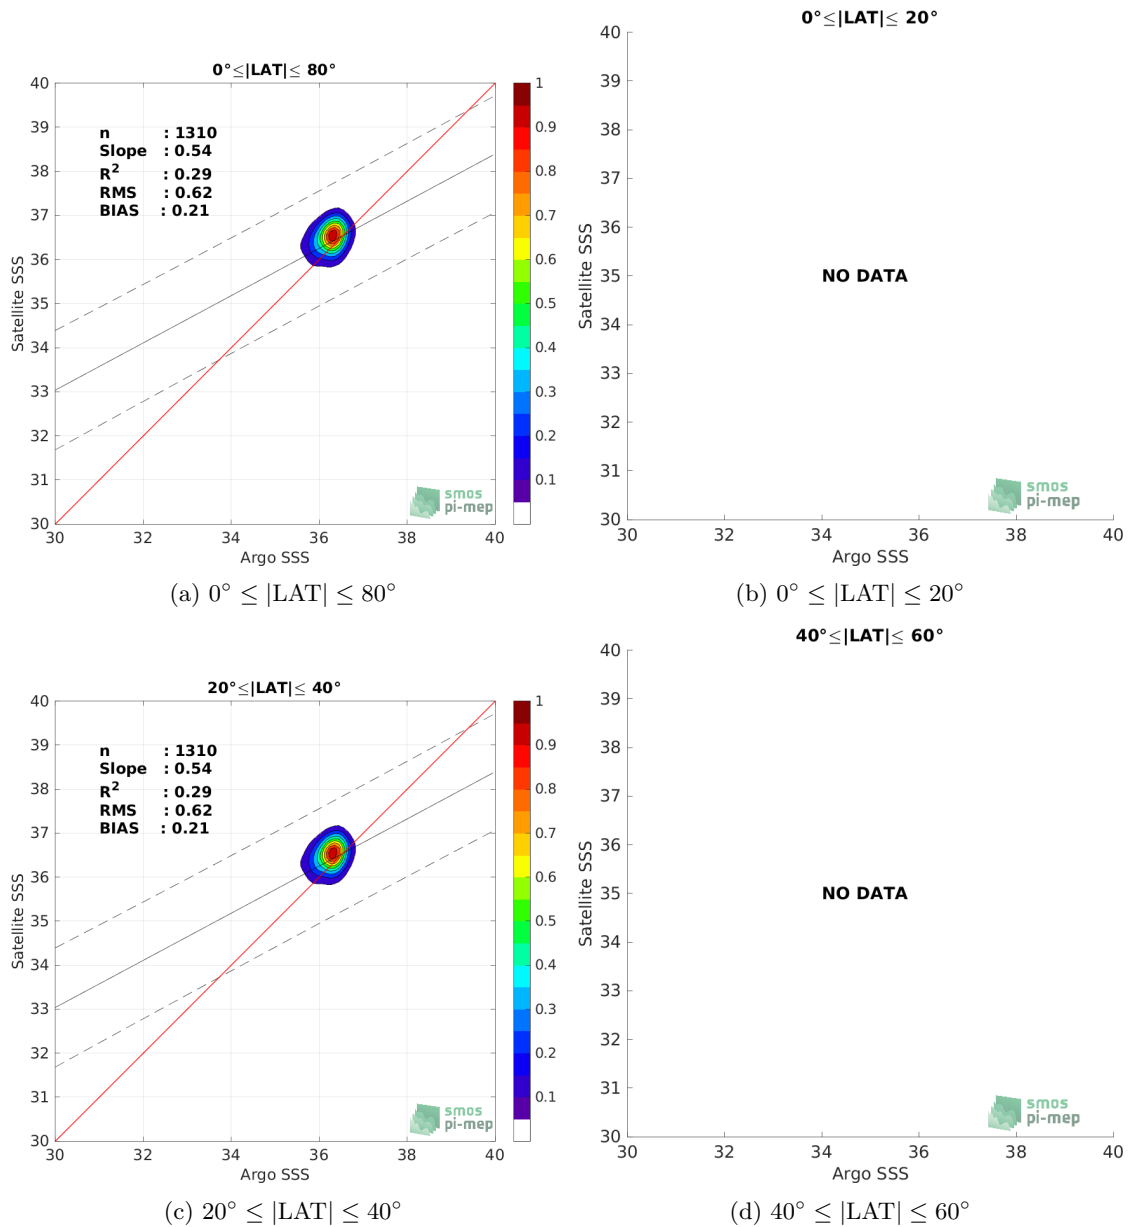 0°≤|LAT|≤ 80°
40
39
38
37
36
35
34
33
32
31
30
30 32 34 36 38 40
Satellite SSS
Argo SSS
n : 1310
Slope : 0.54
R² : 0.29
RMS : 0.62
BIAS : 0.21
1
0.9
0.8
0.7
0.6
0.5
0.4
0.3
0.2
0.1
smos
pi-mep
(a) 0° ≤ |LAT| ≤ 80°
0°≤|LAT|≤ 20°
40
39
38
37
36
35
34
33
32
31
30
30 32 34 36 38 40
Satellite SSS
Argo SSS
NO DATA
smos
pi-mep
(b) 0° ≤ |LAT| ≤ 20°
20°≤|LAT|≤ 40°
40
39
38
37
36
35
34
33
32
31
30
30 32 34 36 38 40
Satellite SSS
Argo SSS
n : 1310
Slope : 0.54
R² : 0.29
RMS : 0.62
BIAS : 0.21
1
0.9
0.8
0.7
0.6
0.5
0.4
0.3
0.2
0.1
smos
pi-mep
(c) 20° ≤ |LAT| ≤ 40°
40°≤|LAT|≤ 60°
40
39
38
37
36
35
34
33
32
31
30
30 32 34 36 38 40
Satellite SSS
Argo SSS
NO DATA
smos
pi-mep
(d) 40° ≤ |LAT| ≤ 60°